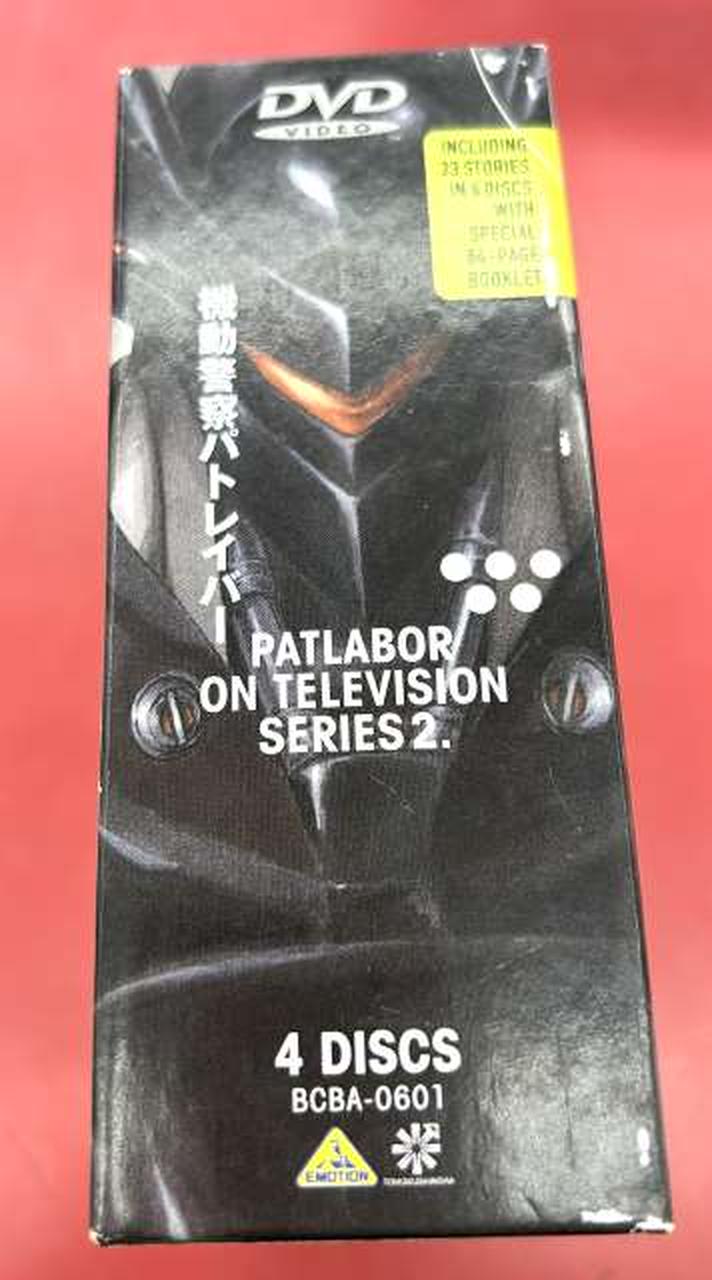 DVD
VIDEO
INCLUDING
23 STORIES
IN 4 DISCS
WITH
SPECIAL
64-PAGE
BOOKLET
機動警察パトレイバー
PATLABOR
ON TELEVISION
SERIES 2.
4 DISCS
BCBA-0601
EMOTION